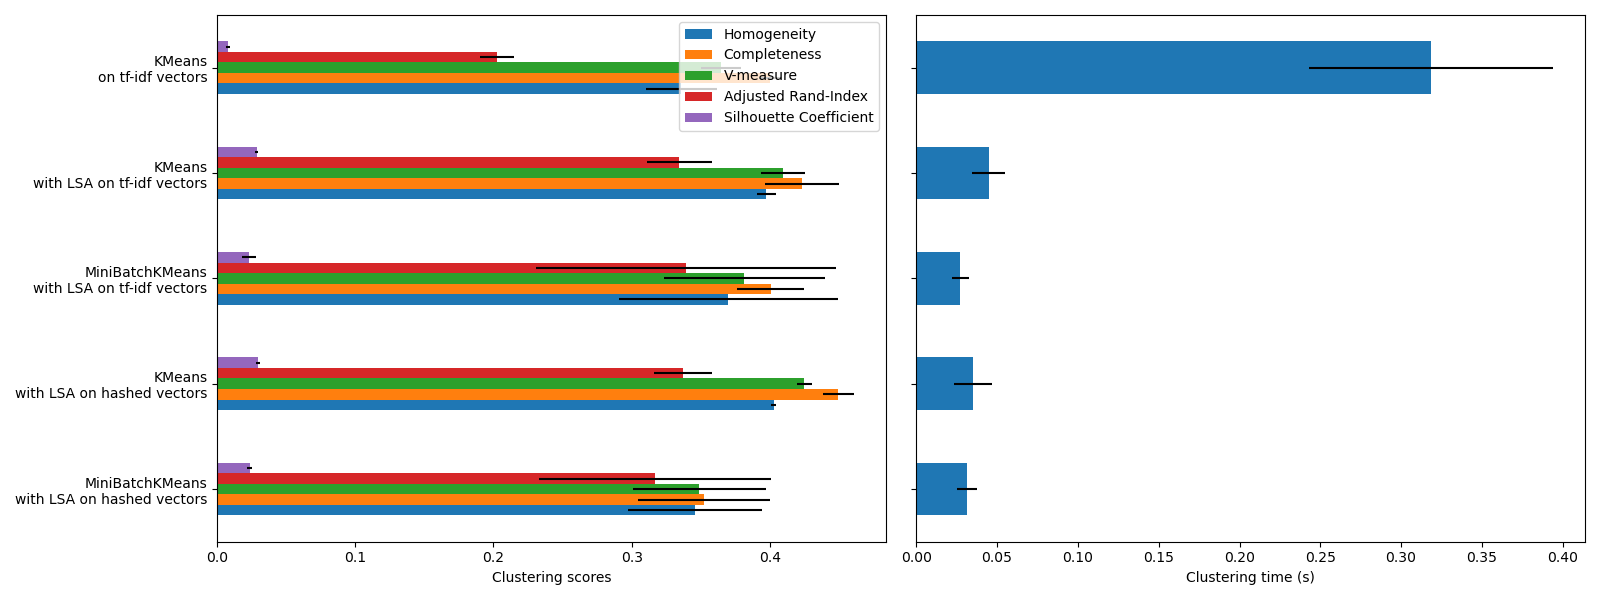 KMeans
on tf-idf vectors
KMeans
with LSA on tf-idf vectors
MiniBatchKMeans
with LSA on tf-idf vectors
KMeans
with LSA on hashed vectors
MiniBatchKMeans
with LSA on hashed vectors
Homogeneity
Completeness
V-measure
Adjusted Rand-Index
Silhouette Coefficient
0.0 0.1 0.2 0.3 0.4
Clustering scores
0.00 0.05 0.10 0.15 0.20 0.25 0.30 0.35 0.40
Clustering time (s)